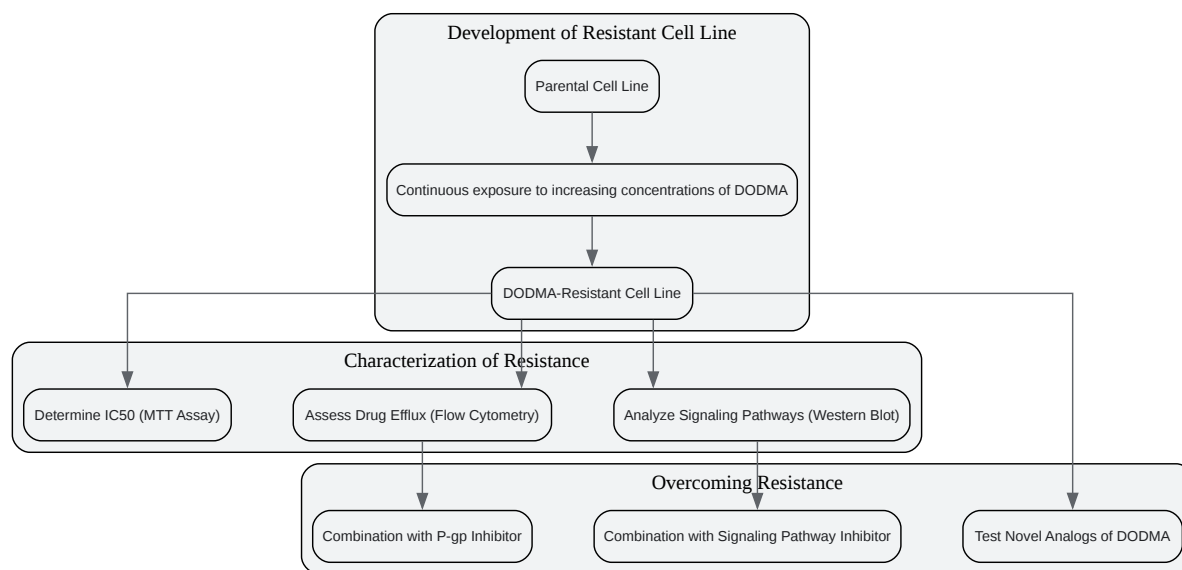 Development of Resistant Cell Line
Parental Cell Line
Continuous exposure to increasing concentrations of DODMA
DODMA-Resistant Cell Line
Characterization of Resistance
Determine IC50 (MTT Assay)
Assess Drug Efflux (Flow Cytometry)
Analyze Signaling Pathways (Western Blot)
Overcoming Resistance
Combination with P-gp Inhibitor
Combination with Signaling Pathway Inhibitor
Test Novel Analogs of DODMA